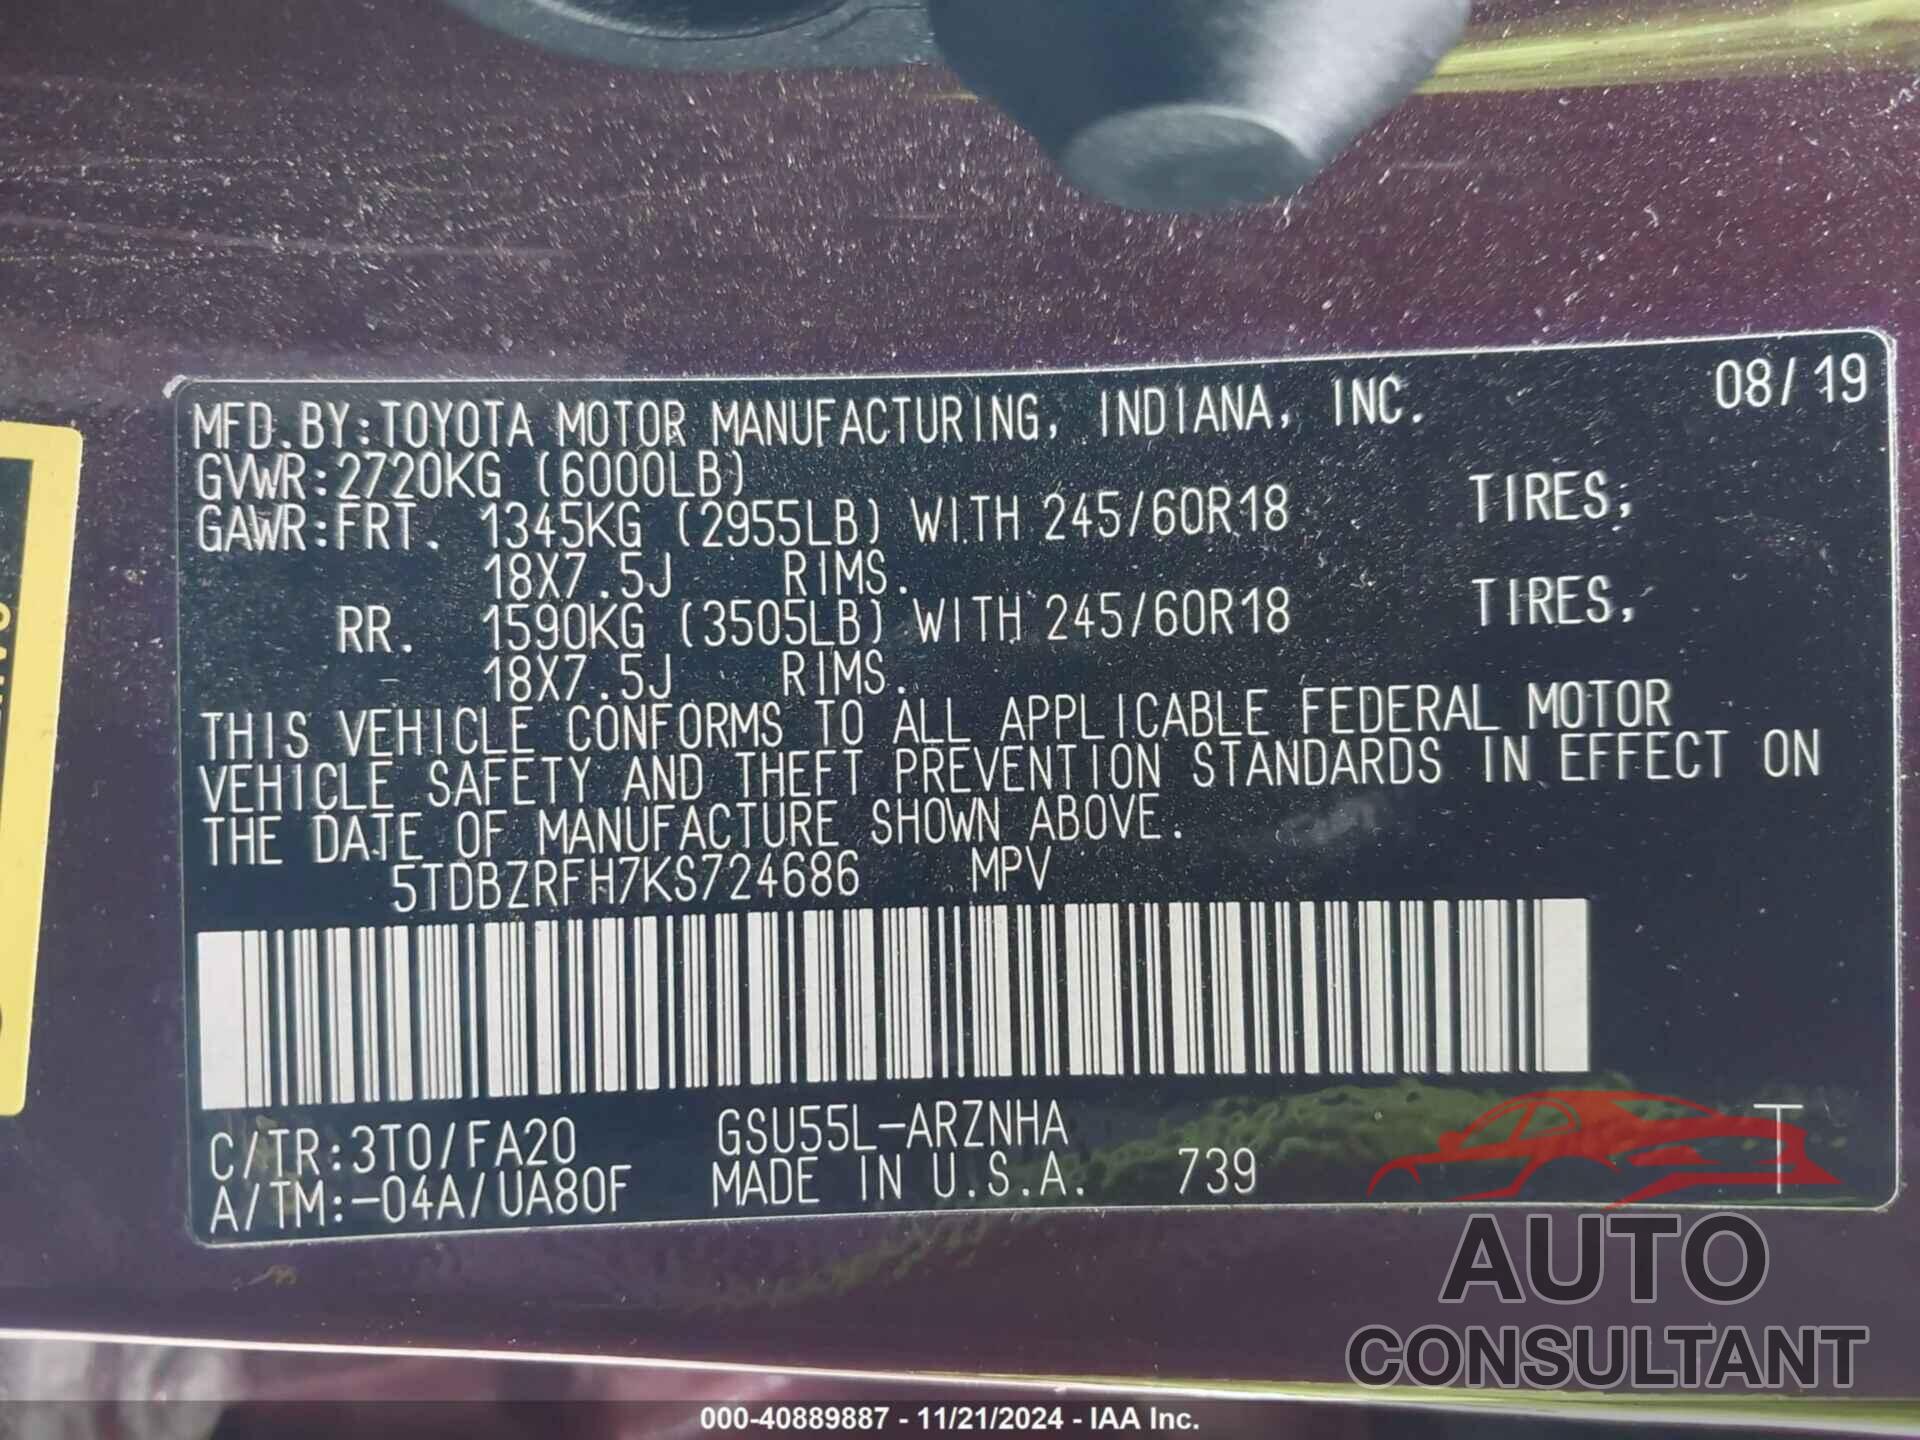 MFD.BY:TOYOTA MOTOR MANUFACTURING, INDIANA, INC. 08/19
GVWR:2720KG (6000LB)
GAWR:FRT. 1345KG (2955LB) WITH 245/60R18 TIRES,
18X7.5J RIMS.
RR. 1590KG (3505LB) WITH 245/60R18 TIRES,
18X7.5J RIMS.
THIS VEHICLE CONFORMS TO ALL APPLICABLE FEDERAL MOTOR
VEHICLE SAFETY AND THEFT PREVENTION STANDARDS IN EFFECT ON
THE DATE OF MANUFACTURE SHOWN ABOVE.
5TDBZRFH7KS724686 MPV
C/TR:3T0/FA20 GSU55L-ARZNHA T
A/TM:-04A/UA80F MADE IN U.S.A. 739
AUTO
CONSULTANT
000-40889887 - 11/21/2024 - IAA Inc.